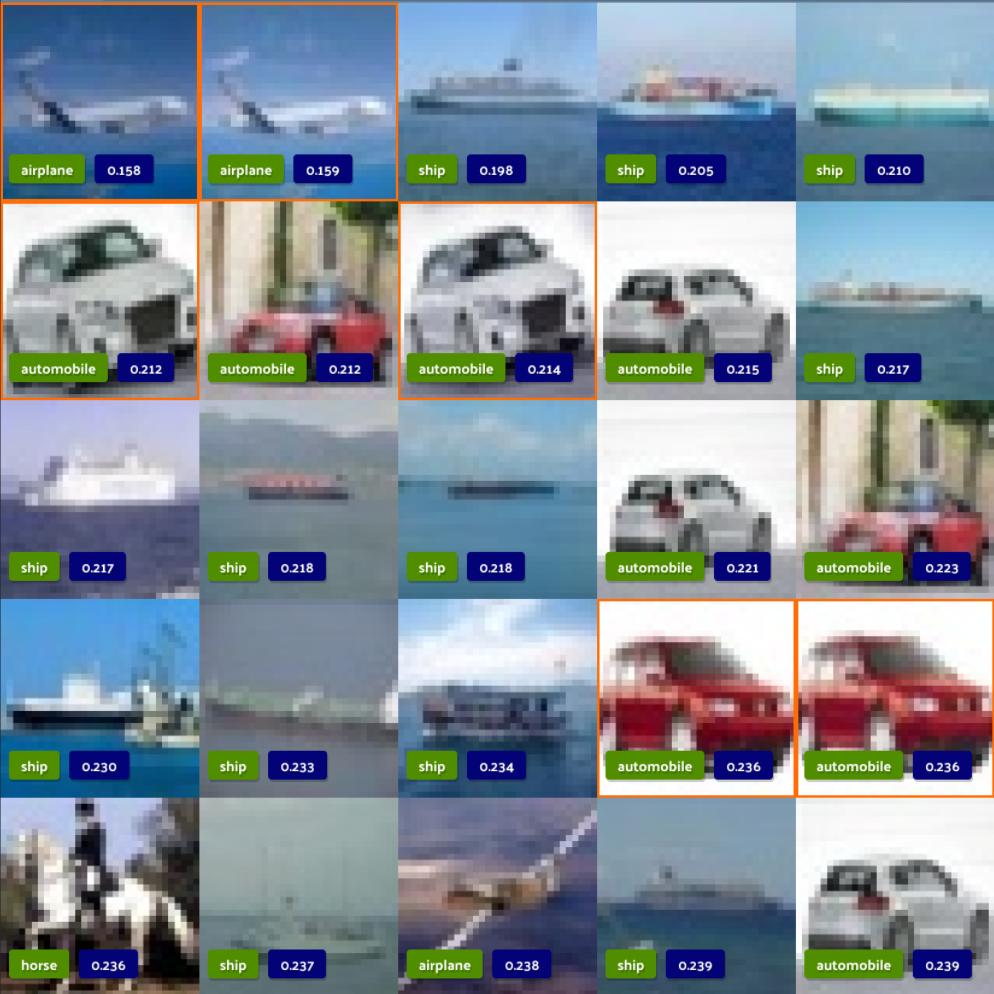 airplane 0.158 airplane 0.159 ship 0.198 ship 0.205 ship 0.210
automobile 0.212 automobile 0.212 automobile 0.214 automobile 0.215 ship 0.217
ship 0.217 ship 0.218 ship 0.218 automobile 0.221 automobile 0.223
ship 0.230 ship 0.233 ship 0.234 automobile 0.236 automobile 0.236
horse 0.236 ship 0.237 airplane 0.238 ship 0.239 automobile 0.239